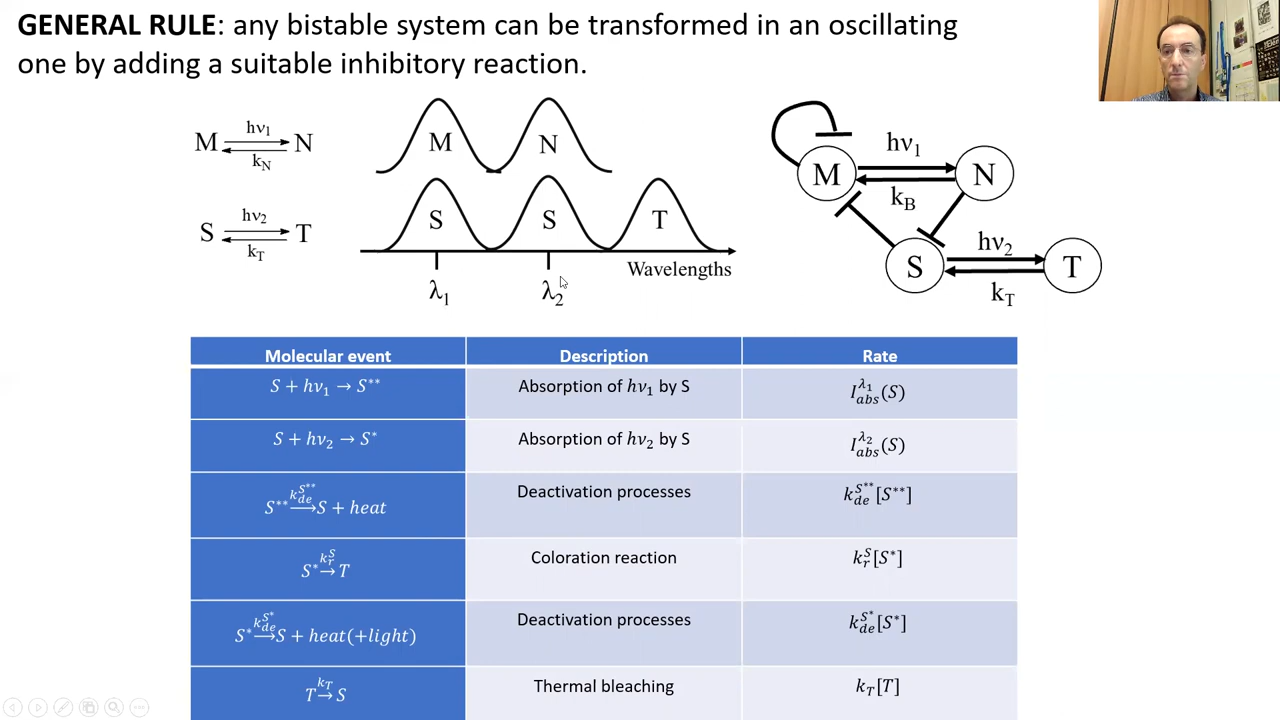 GENERAL RULE: any bistable system can be transformed in an oscillating
one by adding a suitable inhibitory reaction.
M hν₁ k_N N
S hν₂ k_T T
M N
S S T
Wavelengths
λ₁ λ₂
M hν₁ k_B N
S hν₂ k_T T
Molecular event Description Rate
S + hν₁ → S** Absorption of hν₁ by S I_abs^λ₁(S)
S + hν₂ → S* Absorption of hν₂ by S I_abs^λ₂(S)
S** k_de^S** → S + heat Deactivation processes k_de^S**[S**]
S* k_r^S → T Coloration reaction k_r^S[S*]
S* k_de^S* → S + heat(+light) Deactivation processes k_de^S*[S*]
T k_T → S Thermal bleaching k_T[T]